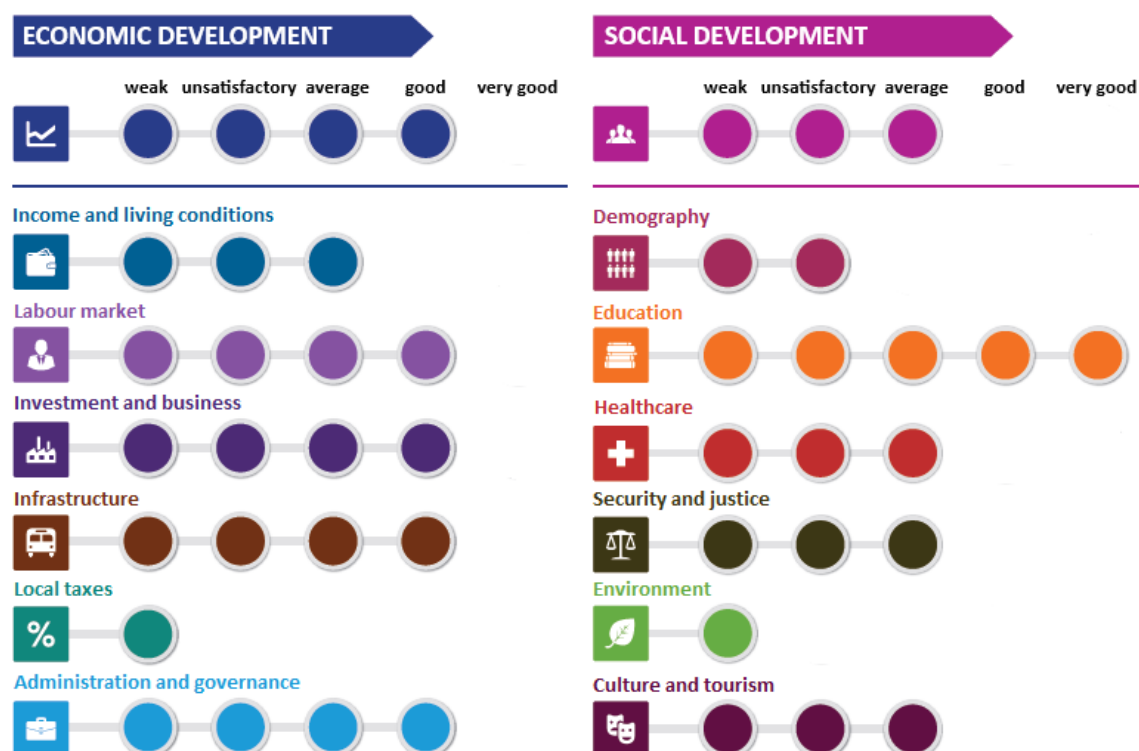 ECONOMIC DEVELOPMENT
weak unsatisfactory average good very good
Income and living conditions
Labour market
Investment and business
Infrastructure
Local taxes
%
Administration and governance
SOCIAL DEVELOPMENT
weak unsatisfactory average good very good
Demography
Education
Healthcare
Security and justice
Environment
Culture and tourism